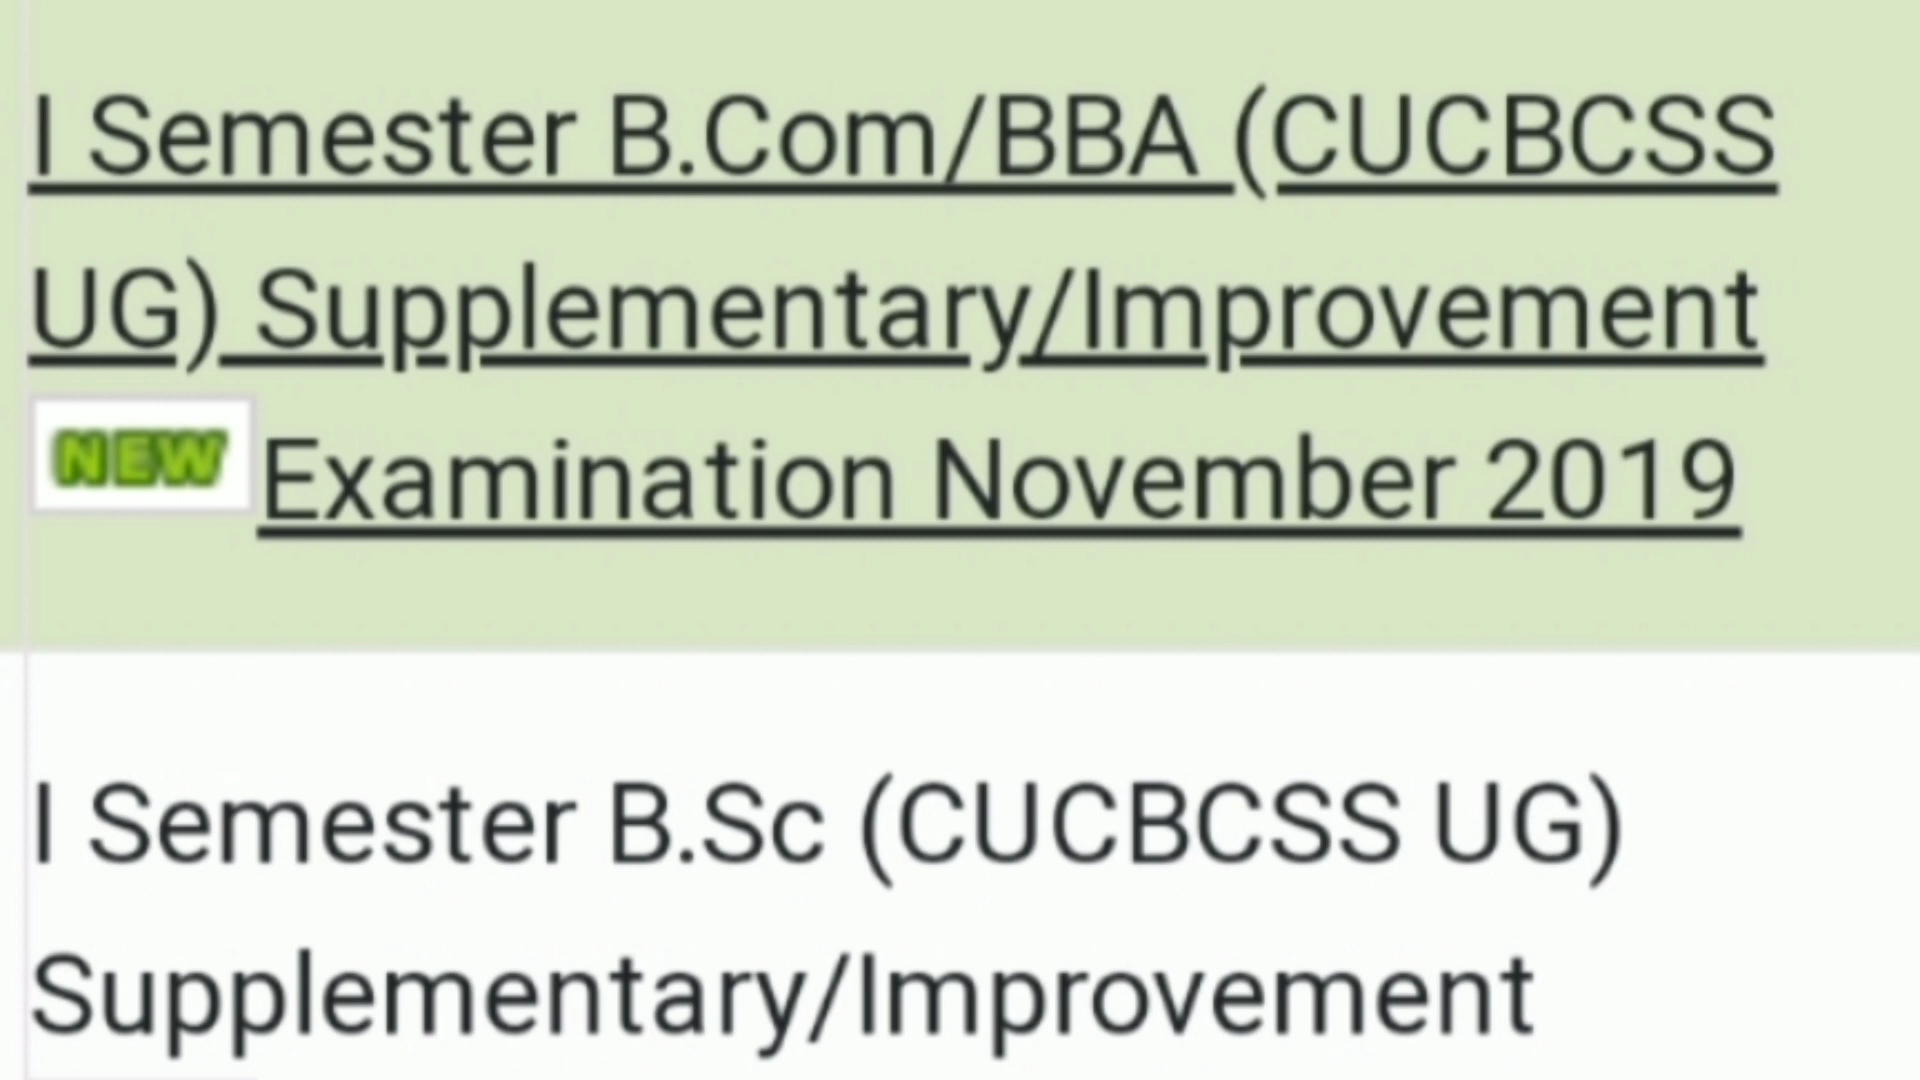 I Semester B.Com/BBA (CUCBCSS
UG) Supplementary/Improvement
NEW Examination November 2019
I Semester B.Sc (CUCBCSS UG)
Supplementary/Improvement